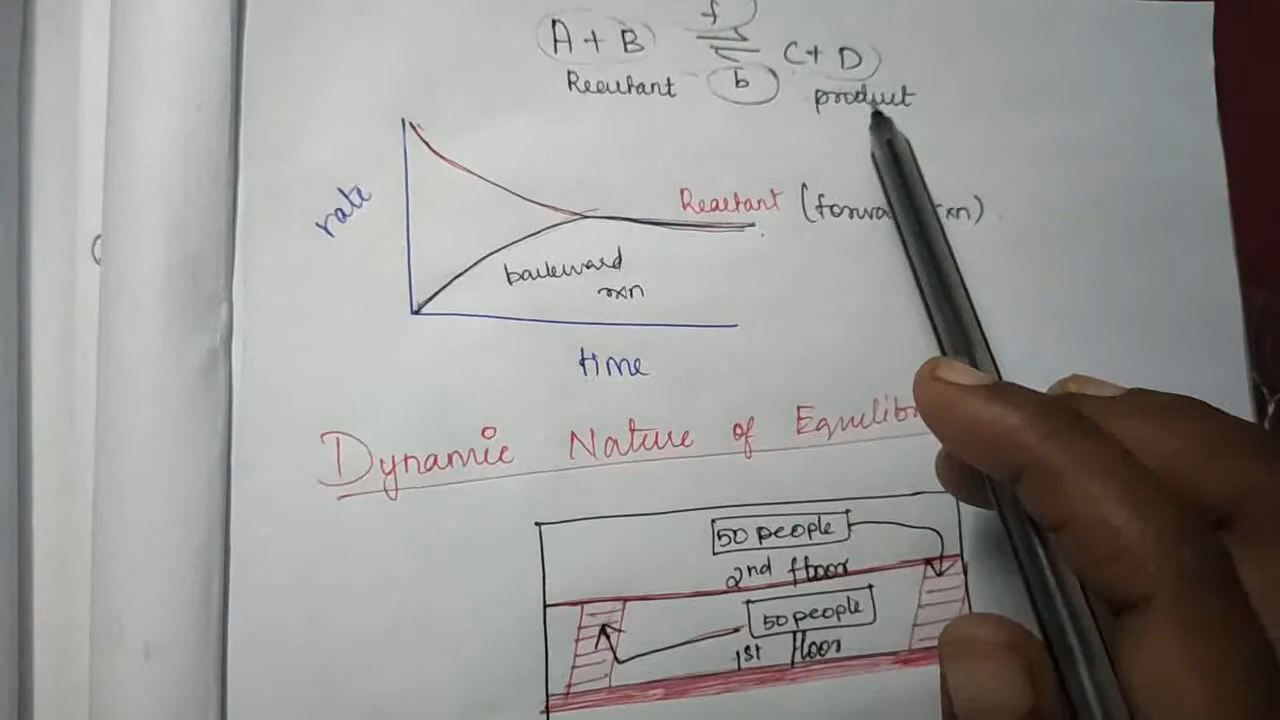 f
A + B ⇌ C + D
Reactant b product
rate
Reactant (forwa rxn)
backward
rxn
time
Dynamic Nature of Equilib
50 people
2nd floor
50 people
1st floor